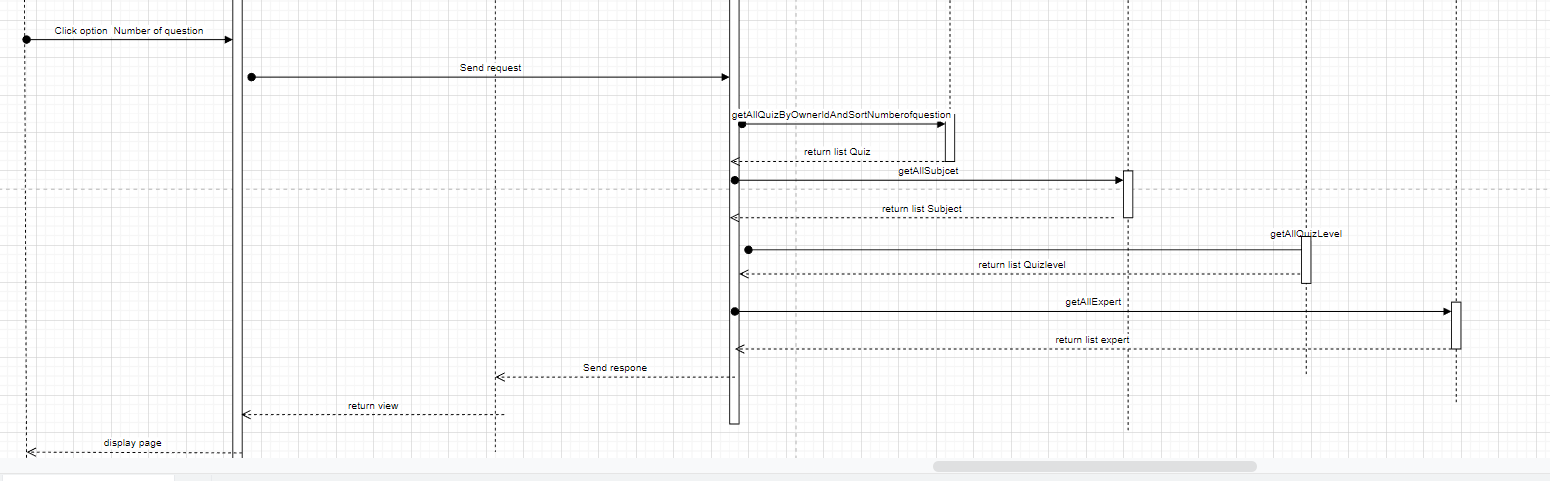 Click option  Number of question
Send request
getAllQuizByOwnerIdAndSortNumberofquestion
return list Quiz
getAllSubjcet
return list Subject
getAllQuizLevel
return list Quizlevel
getAllExpert
return list expert
Send respone
return view
display page